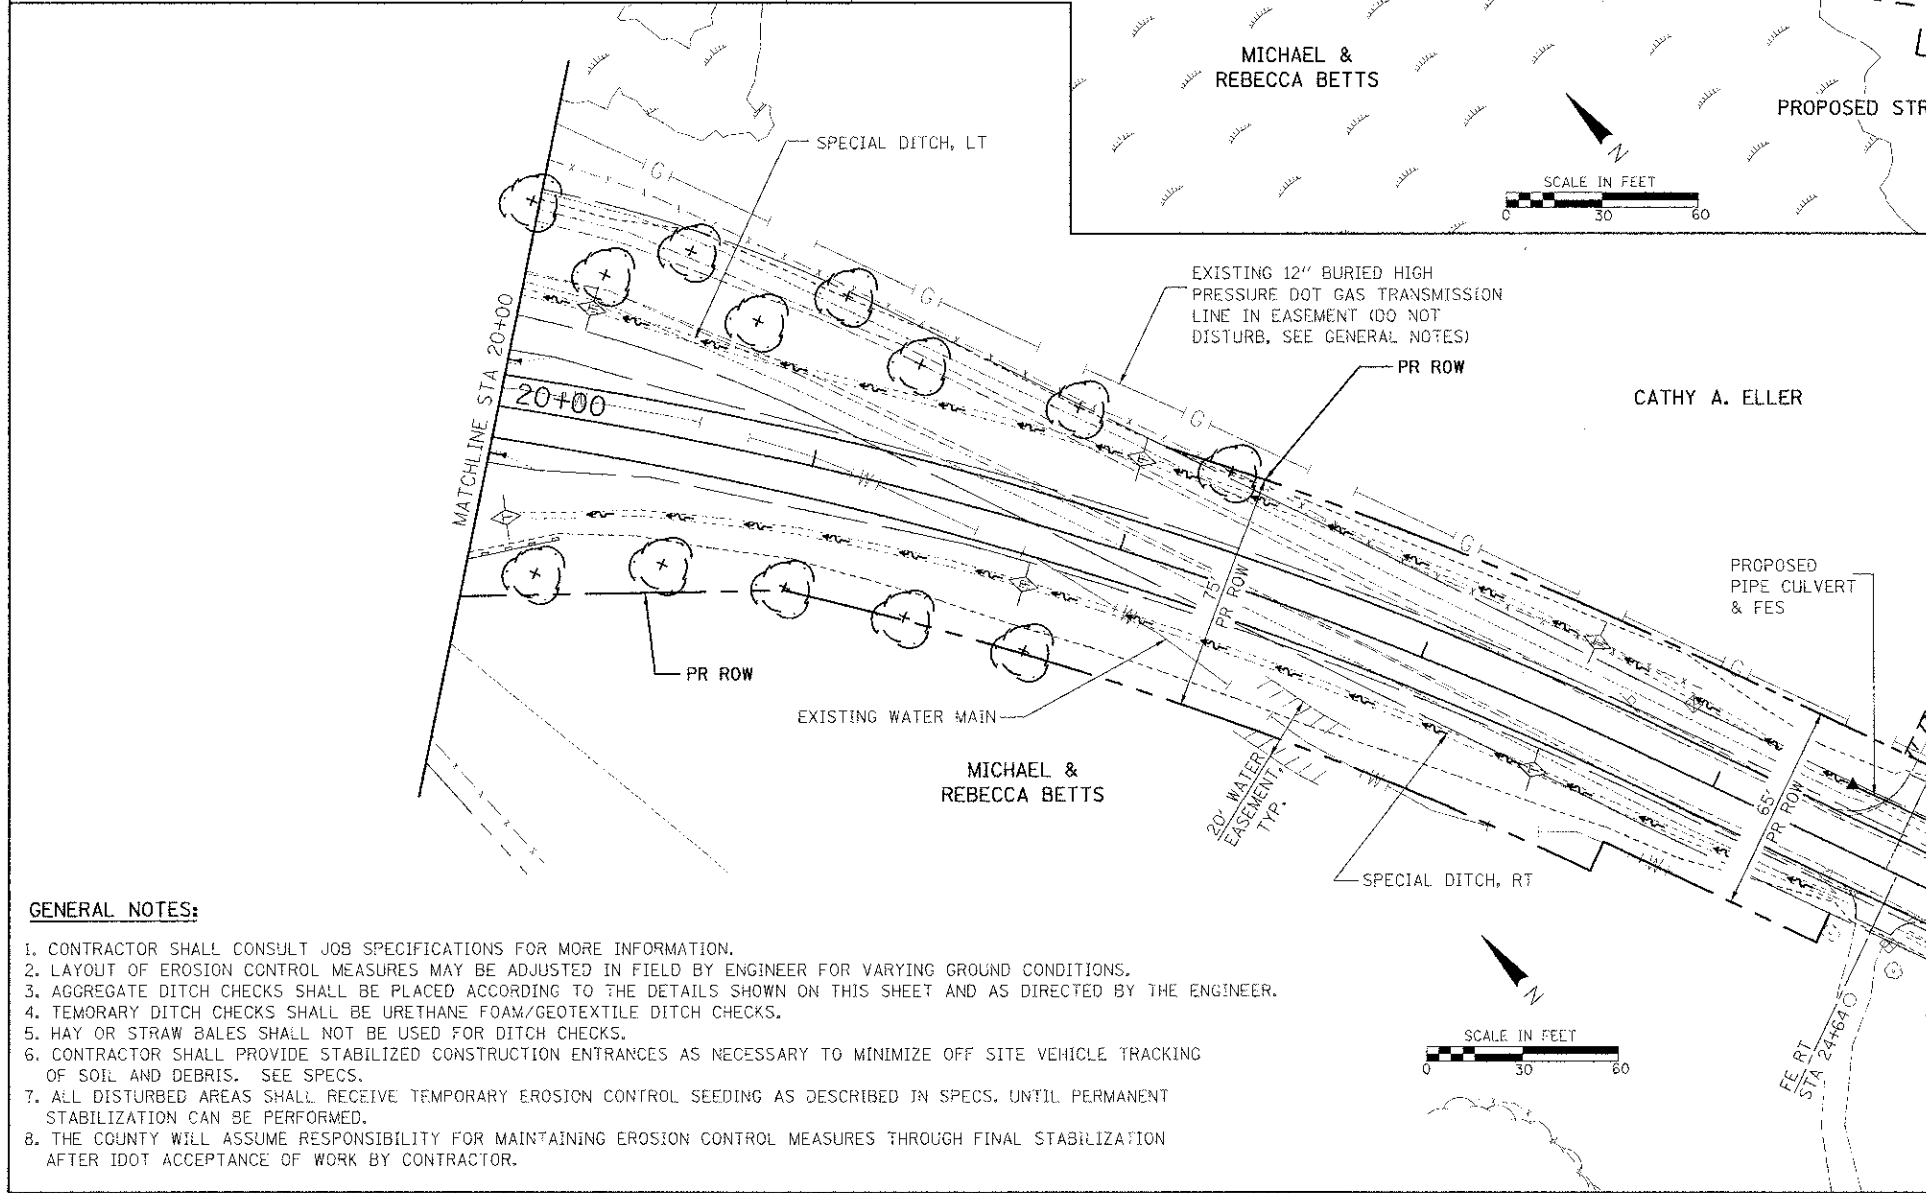 MICHAEL &
REBECCA BETTS
PROPOSED STR
N
SCALE IN FEET
0 30 60
SPECIAL DITCH, LT
G
G
G
G
G
EXISTING 12" BURIED HIGH
PRESSURE DOT GAS TRANSMISSION
LINE IN EASEMENT (DO NOT
DISTURB, SEE GENERAL NOTES)
PR ROW
CATHY A. ELLER
MATCHLINE STA 20+00
20+00
W
W
W
W
75'
PR ROW
PROPOSED
PIPE CULVERT
& FES
PR ROW
EXISTING WATER MAIN
MICHAEL &
REBECCA BETTS
20' WATER
EASEMENT,
TYP.
65'
PR ROW
SPECIAL DITCH, RT
N
SCALE IN FEET
0 30 60
FE RT
STA 24+64
GENERAL NOTES:
1. CONTRACTOR SHALL CONSULT JOB SPECIFICATIONS FOR MORE INFORMATION.
2. LAYOUT OF EROSION CONTROL MEASURES MAY BE ADJUSTED IN FIELD BY ENGINEER FOR VARYING GROUND CONDITIONS.
3. AGGREGATE DITCH CHECKS SHALL BE PLACED ACCORDING TO THE DETAILS SHOWN ON THIS SHEET AND AS DIRECTED BY THE ENGINEER.
4. TEMORARY DITCH CHECKS SHALL BE URETHANE FOAM/GEOTEXTILE DITCH CHECKS.
5. HAY OR STRAW BALES SHALL NOT BE USED FOR DITCH CHECKS.
6. CONTRACTOR SHALL PROVIDE STABILIZED CONSTRUCTION ENTRANCES AS NECESSARY TO MINIMIZE OFF SITE VEHICLE TRACKING
OF SOIL AND DEBRIS. SEE SPECS.
7. ALL DISTURBED AREAS SHALL RECEIVE TEMPORARY EROSION CONTROL SEEDING AS DESCRIBED IN SPECS. UNTIL PERMANENT
STABILIZATION CAN BE PERFORMED.
8. THE COUNTY WILL ASSUME RESPONSIBILITY FOR MAINTAINING EROSION CONTROL MEASURES THROUGH FINAL STABILIZATION
AFTER IDOT ACCEPTANCE OF WORK BY CONTRACTOR.